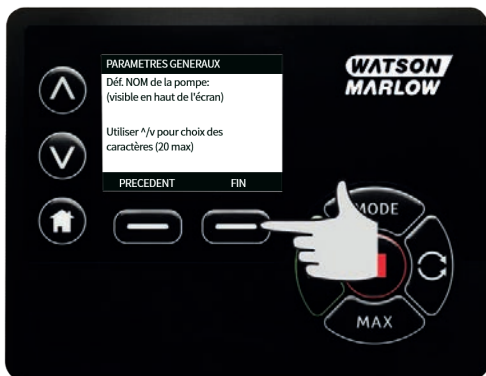 PARAMETRES GENERAUX
Déf. NOM de la pompe:
(visible en haut de l'écran)
Utiliser ^/v pour choix des
caractères (20 max)
PRECEDENT FIN
WATSON
MARLOW
MODE
MAX